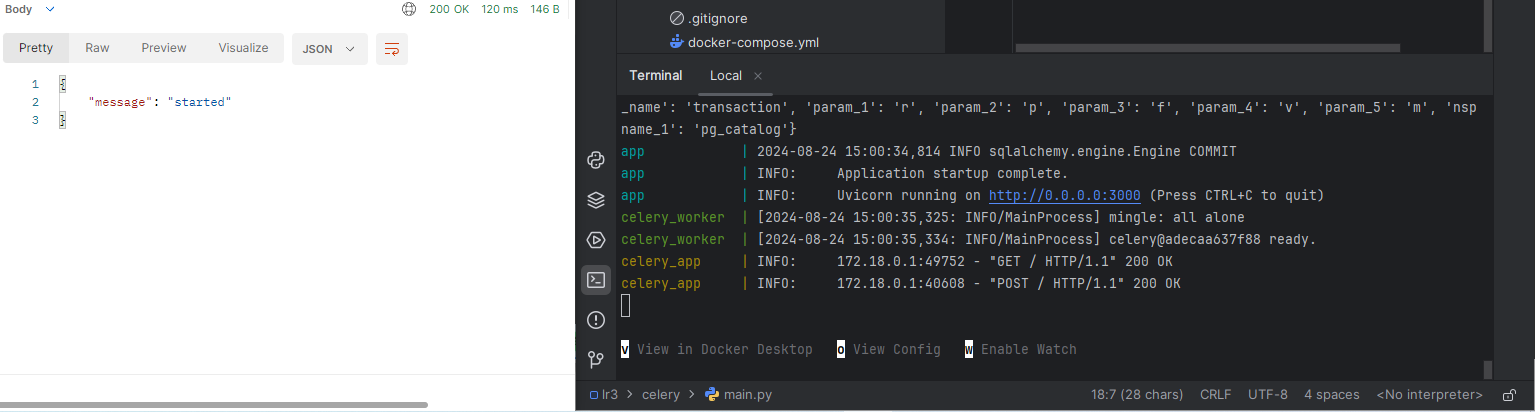 Body 200 OK 120 ms 146 B
Pretty Raw Preview Visualize JSON
1 {
2 "message": "started"
3 }
.gitignore
docker-compose.yml
Terminal Local ×
_name': 'transaction', 'param_1': 'r', 'param_2': 'p', 'param_3': 'f', 'param_4': 'v', 'param_5': 'm', 'nsp
name_1': 'pg_catalog'}
app | 2024-08-24 15:00:34,814 INFO sqlalchemy.engine.Engine COMMIT
app | INFO: Application startup complete.
app | INFO: Uvicorn running on http://0.0.0.0:3000 (Press CTRL+C to quit)
celery_worker | [2024-08-24 15:00:35,325: INFO/MainProcess] mingle: all alone
celery_worker | [2024-08-24 15:00:35,334: INFO/MainProcess] celery@adecaa637f88 ready.
celery_app | INFO: 172.18.0.1:49752 - "GET / HTTP/1.1" 200 OK
celery_app | INFO: 172.18.0.1:40608 - "POST / HTTP/1.1" 200 OK
v View in Docker Desktop o View Config w Enable Watch
lr3 > celery > main.py 18:7 (28 chars) CRLF UTF-8 4 spaces <No interpreter>